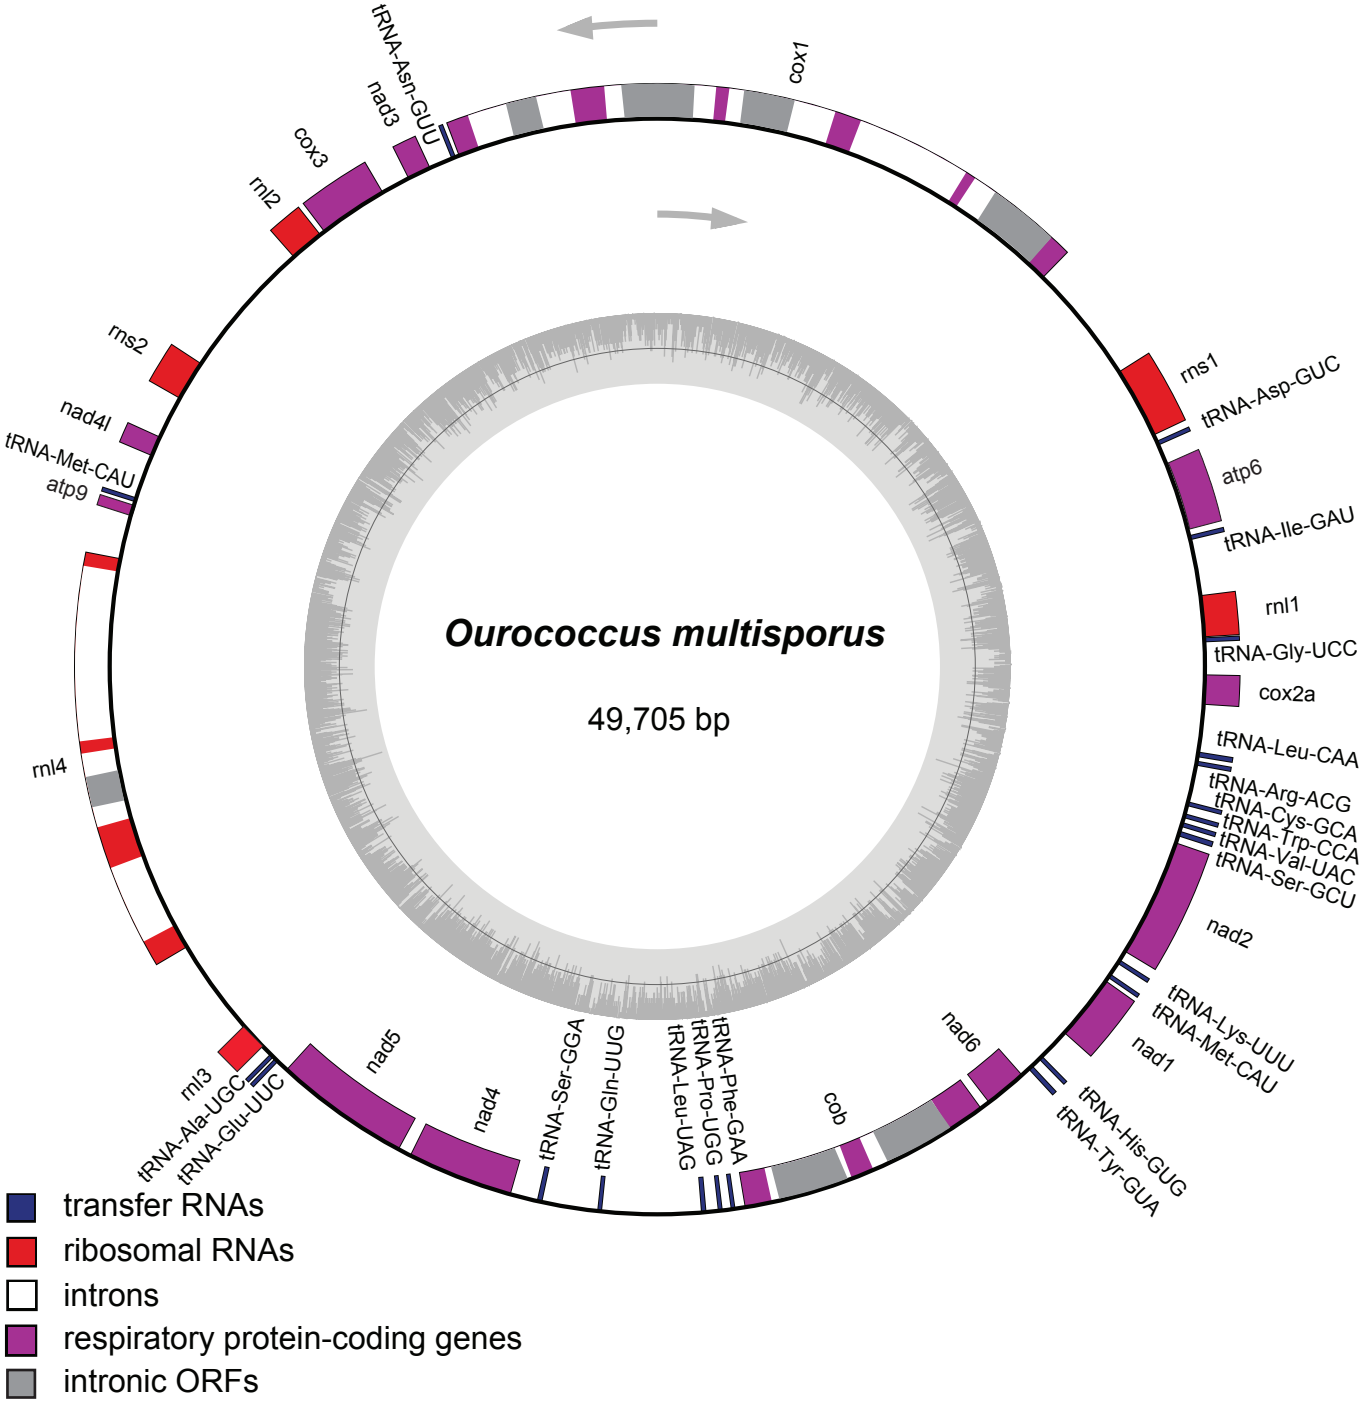 cox1
tRNA-Asn-GUU
nad3
cox3
rnl2
rns2
nad4l
tRNA-Met-CAU
atp9
rnl4
rnl3
tRNA-Ala-UGC
tRNA-Glu-UUC
nad5
nad4
tRNA-Ser-GGA
tRNA-Gln-UUG
tRNA-Leu-UAG
tRNA-Pro-UGG
tRNA-Phe-GAA
cob
nad6
tRNA-Tyr-GUA
tRNA-His-GUG
nad1
tRNA-Met-CAU
tRNA-Lys-UUU
nad2
tRNA-Ser-GCU
tRNA-Val-UAC
tRNA-Trp-CCA
tRNA-Cys-GCA
tRNA-Arg-ACG
tRNA-Leu-CAA
cox2a
tRNA-Gly-UCC
rnl1
tRNA-Ile-GAU
atp6
tRNA-Asp-GUC
rns1
Ourococcus multisporus
49,705 bp
transfer RNAs
ribosomal RNAs
introns
respiratory protein-coding genes
intronic ORFs